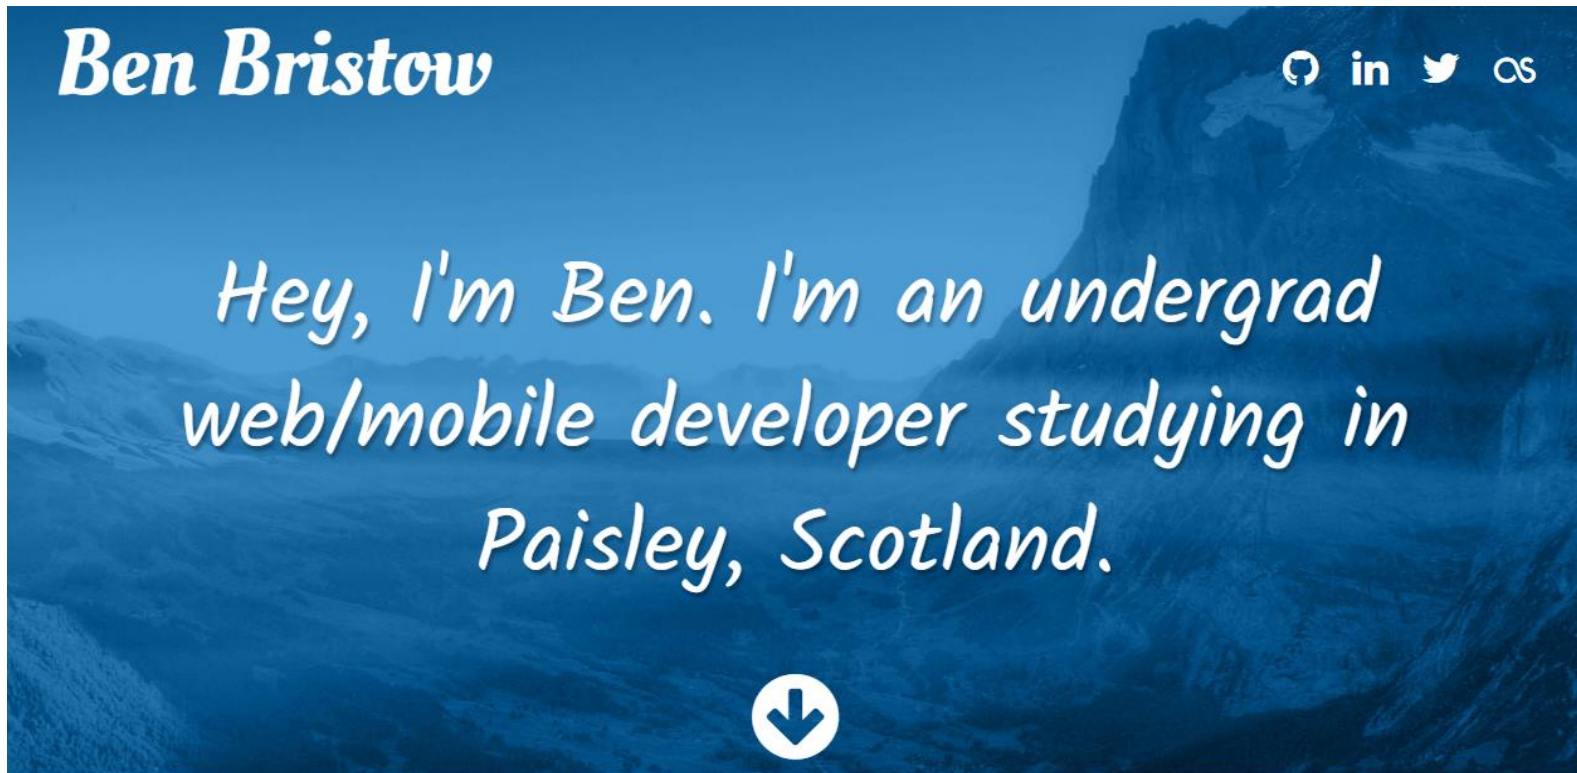 Ben Bristow
Hey, I'm Ben. I'm an undergrad
web/mobile developer studying in
Paisley, Scotland.